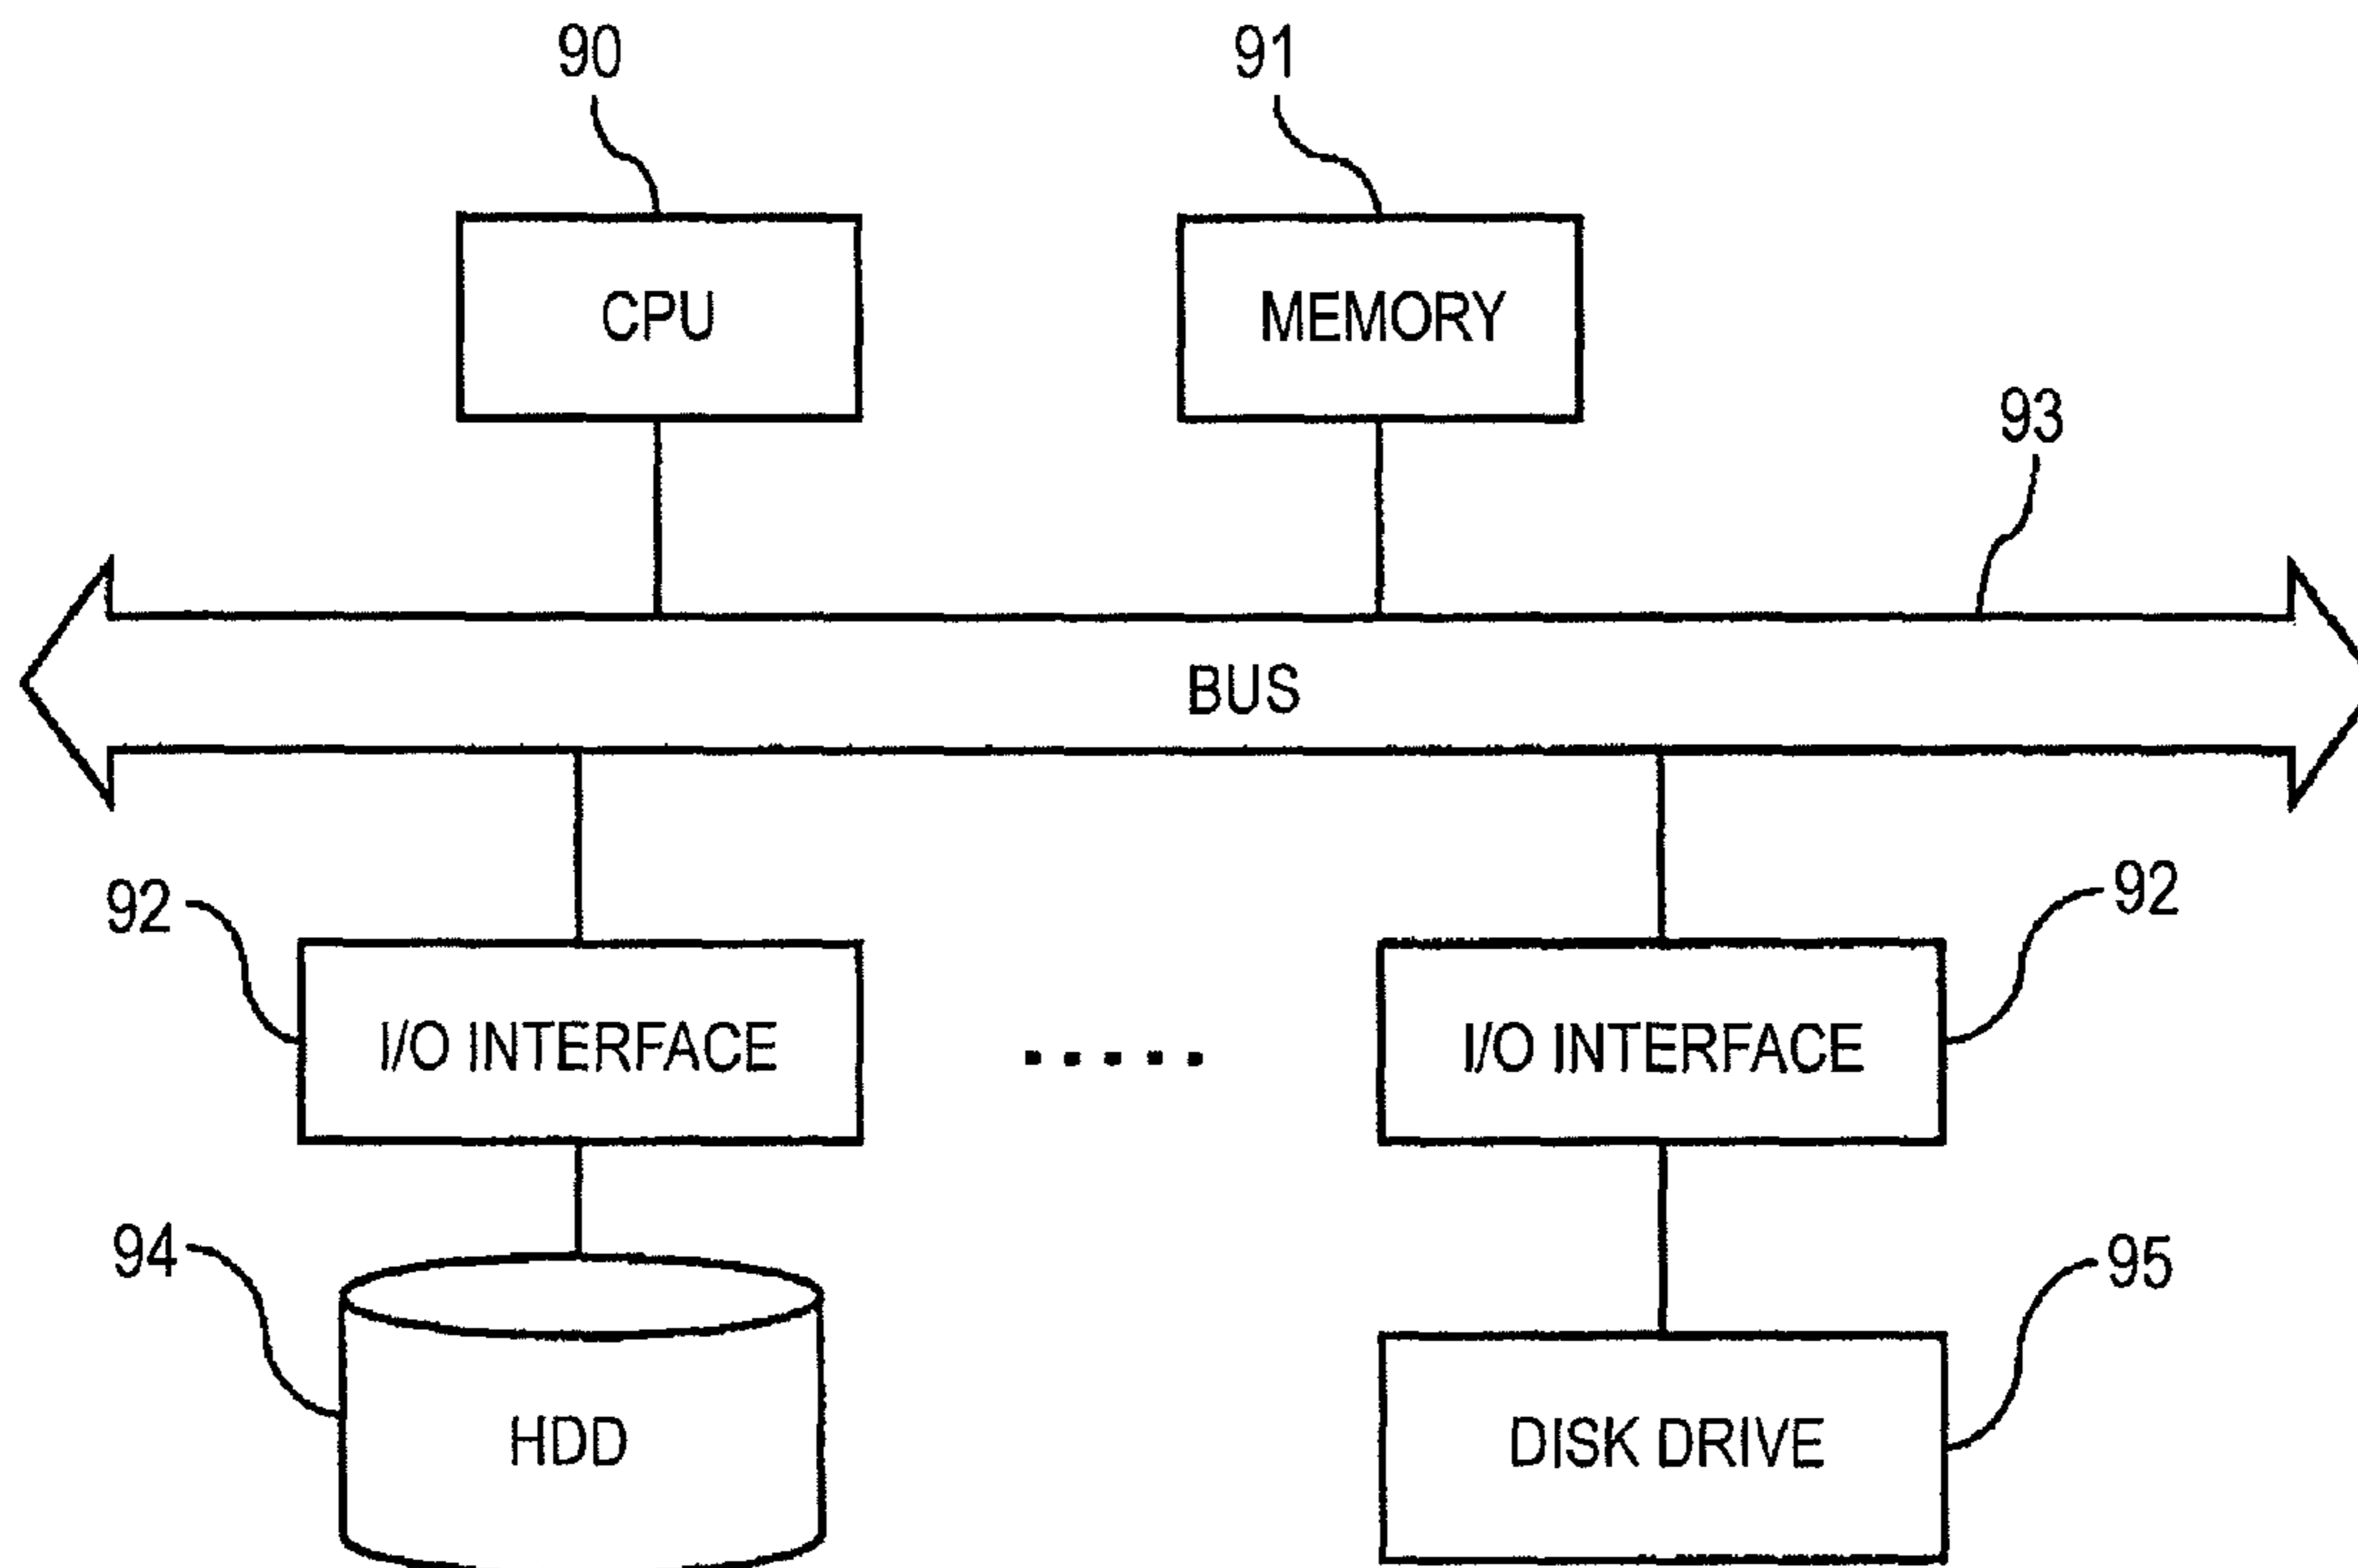 90
91
CPU
MEMORY
93
BUS
92
92
I/O INTERFACE
I/O INTERFACE
94
95
HDD
DISK DRIVE